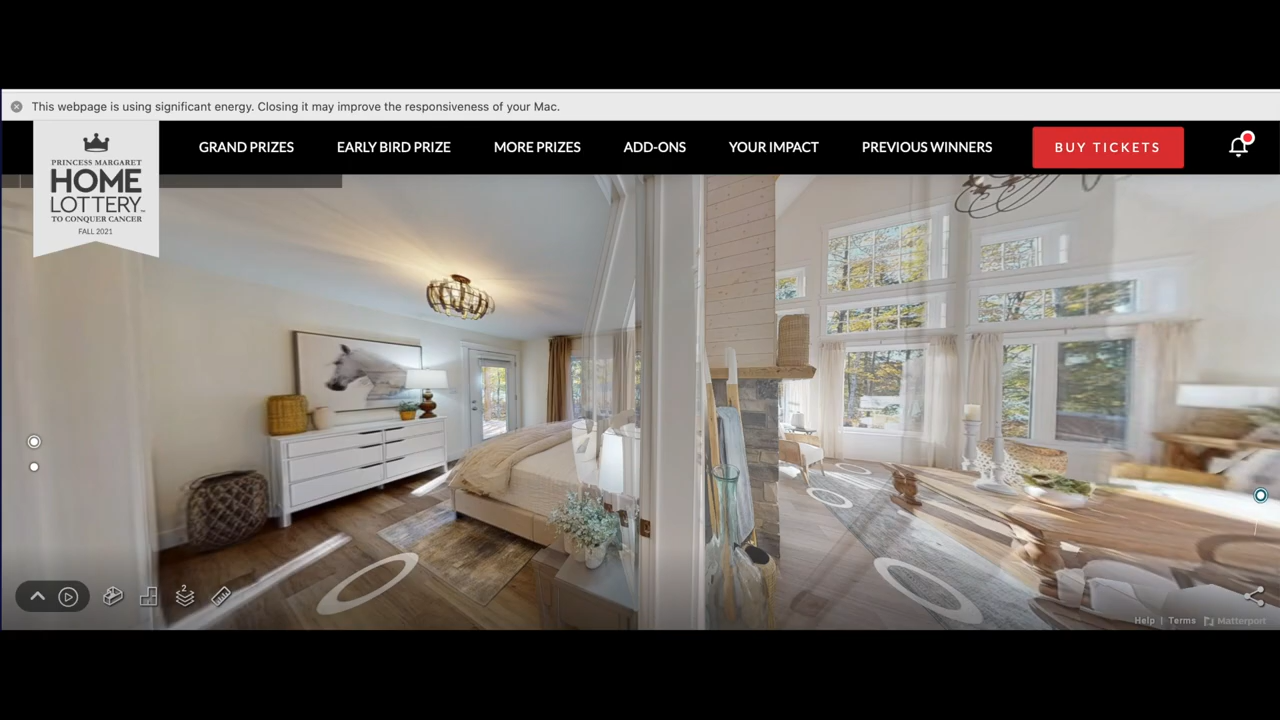 This webpage is using significant energy. Closing it may improve the responsiveness of your Mac.
PRINCESS MARGARET
HOME
LOTTERY™
TO CONQUER CANCER
FALL 2021
GRAND PRIZES
EARLY BIRD PRIZE
MORE PRIZES
ADD-ONS
YOUR IMPACT
PREVIOUS WINNERS
BUY TICKETS
2
Help | Terms
Matterport